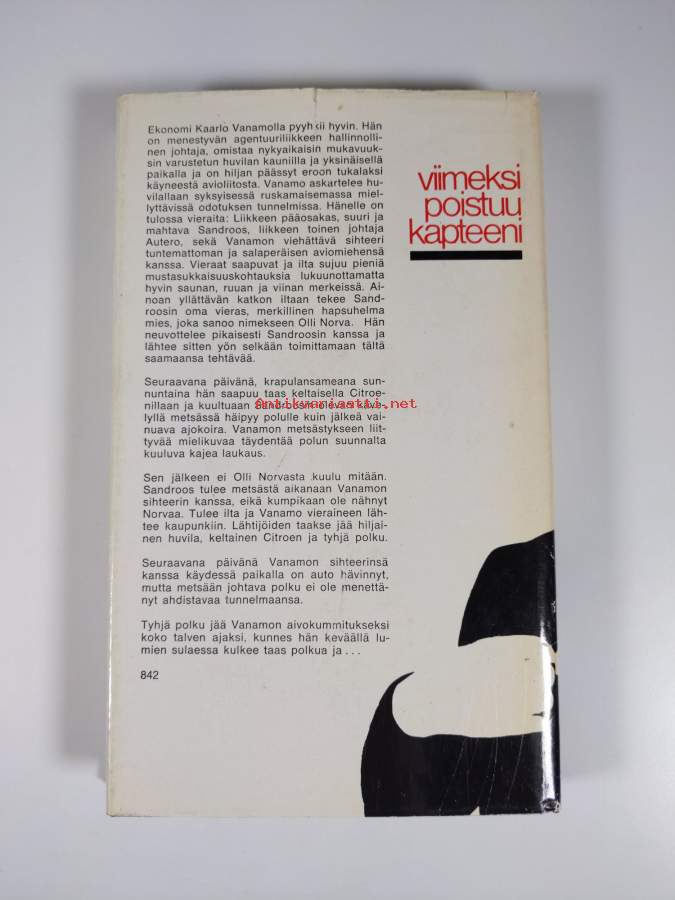 Ekonomi Kaarlo Vanamolla pyyhkii hyvin. Hän
on menestyvän agentuuriliikkeen hallinnolli-
nen johtaja, omistaa nykyaikaisin mukavuuk-
sin varustetun huvilan kauniilla ja yksinäisellä
paikalla ja on hiljan päässyt eroon tukalaksi
käyneestä avioliitosta. Vanamo askartelee hu-
vilallaan syksyisessä ruskamaisemassa miel-
lyttävissä odotuksen tunnelmissa. Hänelle on
tulossa vieraita: Liikkeen pääosakas, suuri ja
mahtava Sandroos, liikkeen toinen johtaja
Autero, sekä Vanamon viehättävä sihteeri
tuntemattoman ja salaperäisen aviomiehensä
kanssa. Vieraat saapuvat ja ilta sujuu pieniä
mustasukkaisuuskohtauksia lukuunottamatta
hyvin saunan, ruuan ja viinan merkeissä. Ai-
noan yllättävän katkon iltaan tekee Sand-
roosin oma vieras, merkillinen hapsuhelma
mies, joka sanoo nimekseen Olli Norva. Hän
neuvottelee pikaisesti Sandroosin kanssa ja
lähtee sitten yön selkään toimittamaan tältä
saamaansa tehtävää.
Seuraavana päivänä, krapulansameana sun-
nuntaina hän saapuu taas keltaisella Citroe-
nillaan ja kuultuaan Sandroosin olevan käve-
lyllä metsässä häipyy polulle kuin jälkeä vai-
nuava ajokoira. Vanamon metsästykseen liit-
tyvää mielikuvaa täydentää polun suunnalta
kuuluva kajea laukaus.
Sen jälkeen ei Olli Norvasta kuulu mitään.
Sandroos tulee metsästä aikanaan Vanamon
sihteerin kanssa, eikä kumpikaan ole nähnyt
Norvaa. Tulee ilta ja Vanamo vieraineen läh-
tee kaupunkiin. Lähtijöiden taakse jää hiljai-
nen huvila, keltainen Citroen ja tyhjä polku.
Seuraavana päivänä Vanamon sihteerinsä
kanssa käydessä paikalla on auto hävinnyt,
mutta metsään johtava polku ei ole menettä-
nyt ahdistavaa tunnelmaansa.
Tyhjä polku jää Vanamon aivokummitukseksi
koko talven ajaksi, kunnes hän keväällä lu-
mien sulaessa kulkee taas polkua ja . . .
842
viimeksi
poistuu
kapteeni
Antikvariaatti.net